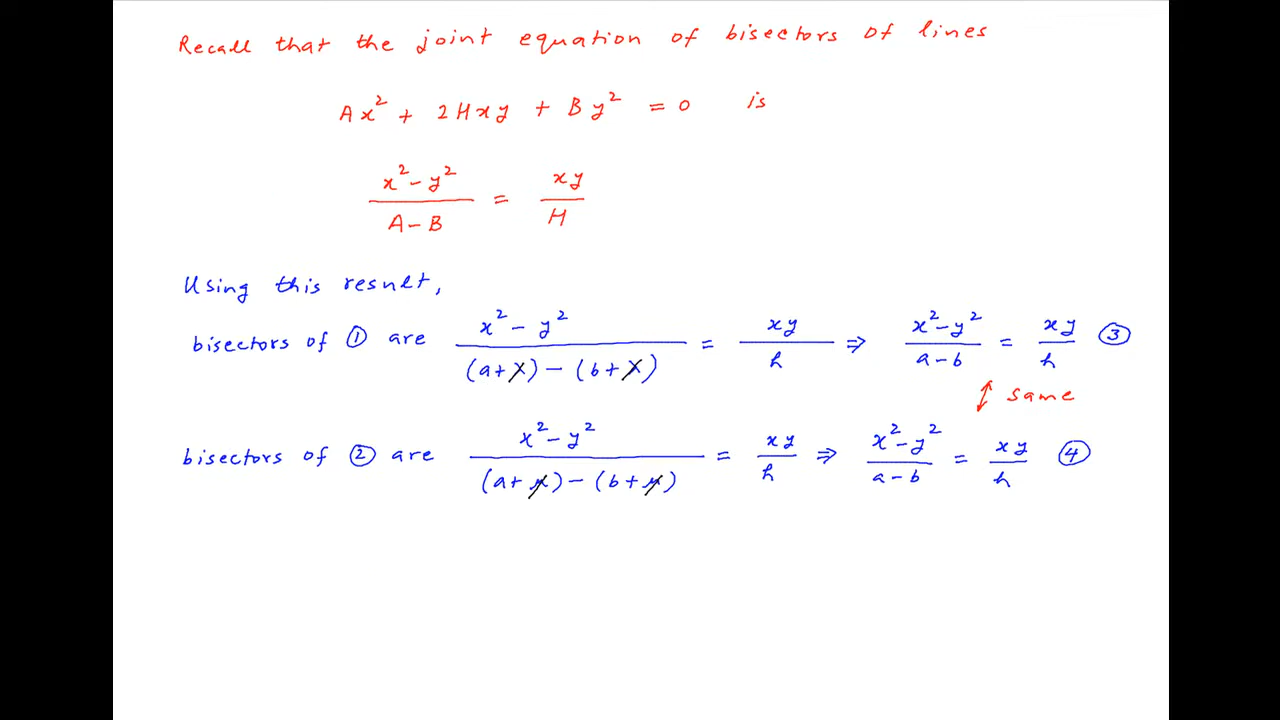 Recall that the joint equation of bisectors of lines
Ax² + 2Hxy + By² = 0 is
(x² - y²)/(A - B) = xy/H
Using this result,
bisectors of ① are (x² - y²)/((a+λ) - (b+λ)) = xy/h ⇒ (x² - y²)/(a - b) = xy/h ③
↕ same
bisectors of ② are (x² - y²)/((a+μ) - (b+μ)) = xy/h ⇒ (x² - y²)/(a - b) = xy/h ④